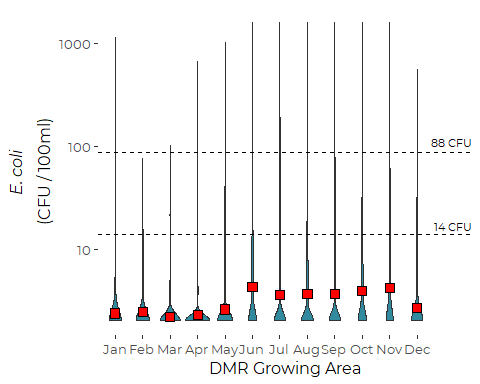 E. coli
(CFU / 100ml)
1000
100
10
88 CFU
14 CFU
Jan Feb Mar Apr May Jun Jul Aug Sep Oct Nov Dec
DMR Growing Area